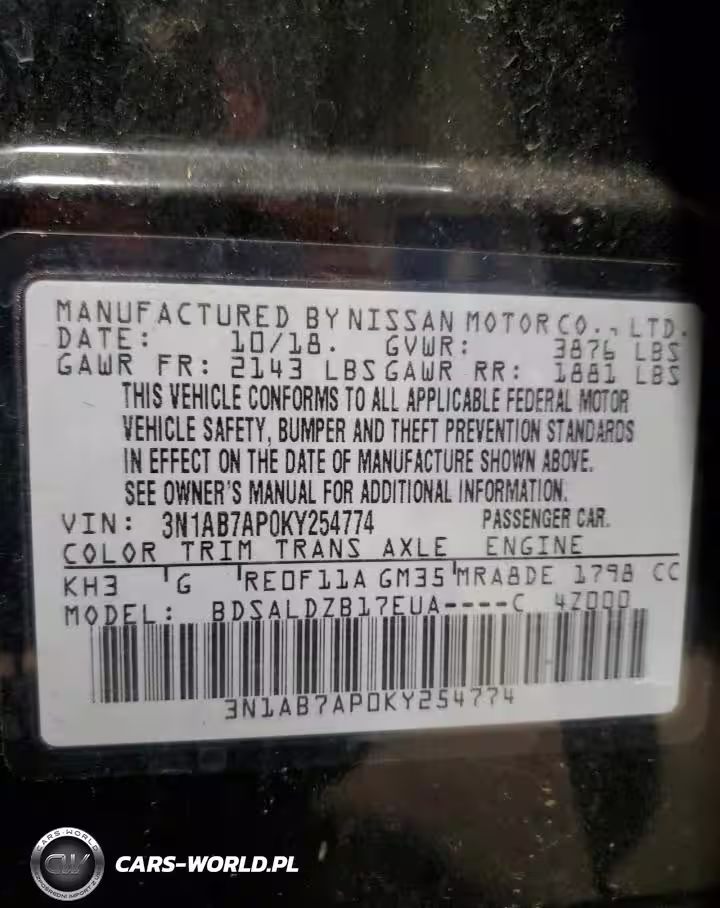 MANUFACTURED BY NISSAN MOTOR CO., LTD.
DATE: 10/18. GVWR: 3876 LBS
GAWR FR: 2143 LBS GAWR RR: 1881 LBS
THIS VEHICLE CONFORMS TO ALL APPLICABLE FEDERAL MOTOR
VEHICLE SAFETY, BUMPER AND THEFT PREVENTION STANDARDS
IN EFFECT ON THE DATE OF MANUFACTURE SHOWN ABOVE.
SEE OWNER'S MANUAL FOR ADDITIONAL INFORMATION.
VIN: 3N1AB7AP0KY254774 PASSENGER CAR.
COLOR TRIM TRANS AXLE ENGINE
KH3 G RE0F11A GM35 MRA8DE 1798 CC
MODEL: BDSALDZB17EUA----C 4Z000
3N1AB7AP0KY254774
CARS-WORLD
CW
CARS-WORLD.PL